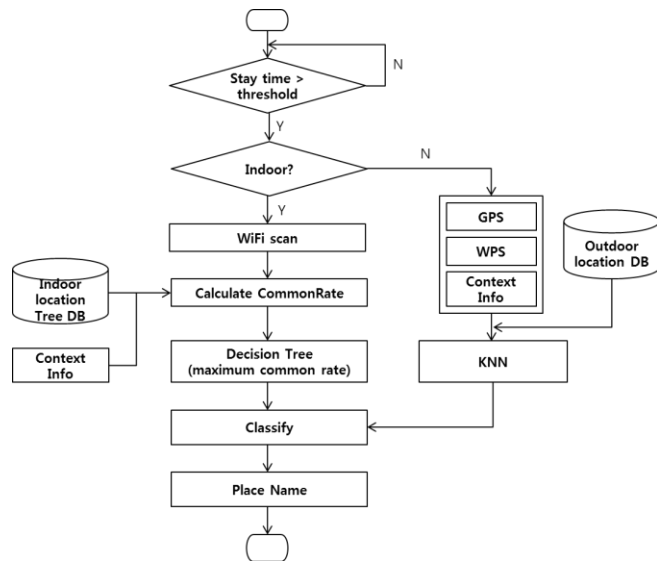 N
Stay time >
threshold
Y
Indoor?
N
Y
GPS
WiFi scan
WPS
Outdoor
location DB
Indoor
location
Tree DB
Context
Info
Calculate CommonRate
Context
Info
Decision Tree
(maximum common rate)
KNN
Classify
Place Name